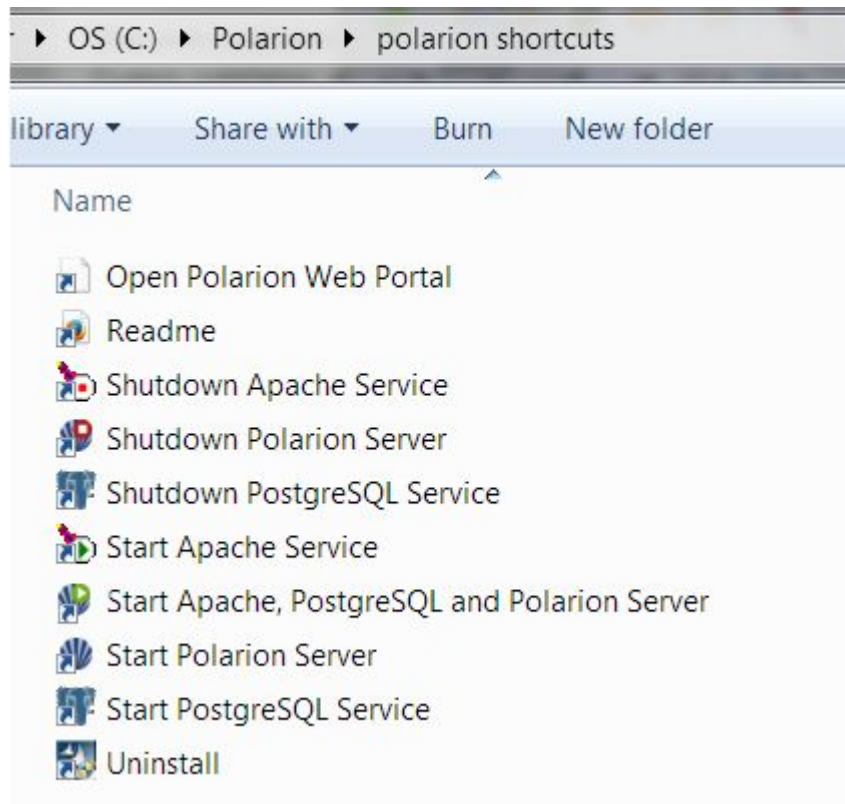 OS (C:) Polarion polarion shortcuts
library Share with Burn New folder
Name
Open Polarion Web Portal
Readme
Shutdown Apache Service
Shutdown Polarion Server
Shutdown PostgreSQL Service
Start Apache Service
Start Apache, PostgreSQL and Polarion Server
Start Polarion Server
Start PostgreSQL Service
Uninstall